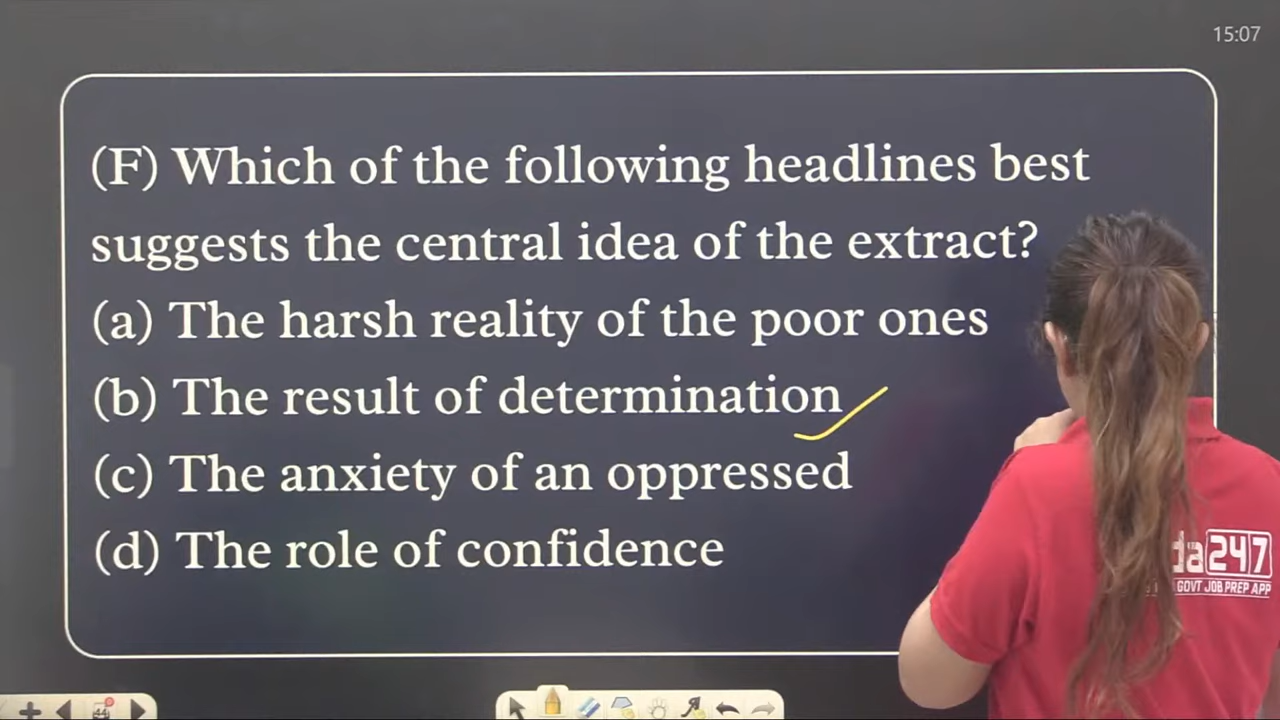 15:07
(F) Which of the following headlines best
suggests the central idea of the extract?
(a) The harsh reality of the poor ones
(b) The result of determination
(c) The anxiety of an oppressed
(d) The role of confidence
da247
GOVT JOB PREP APP
44